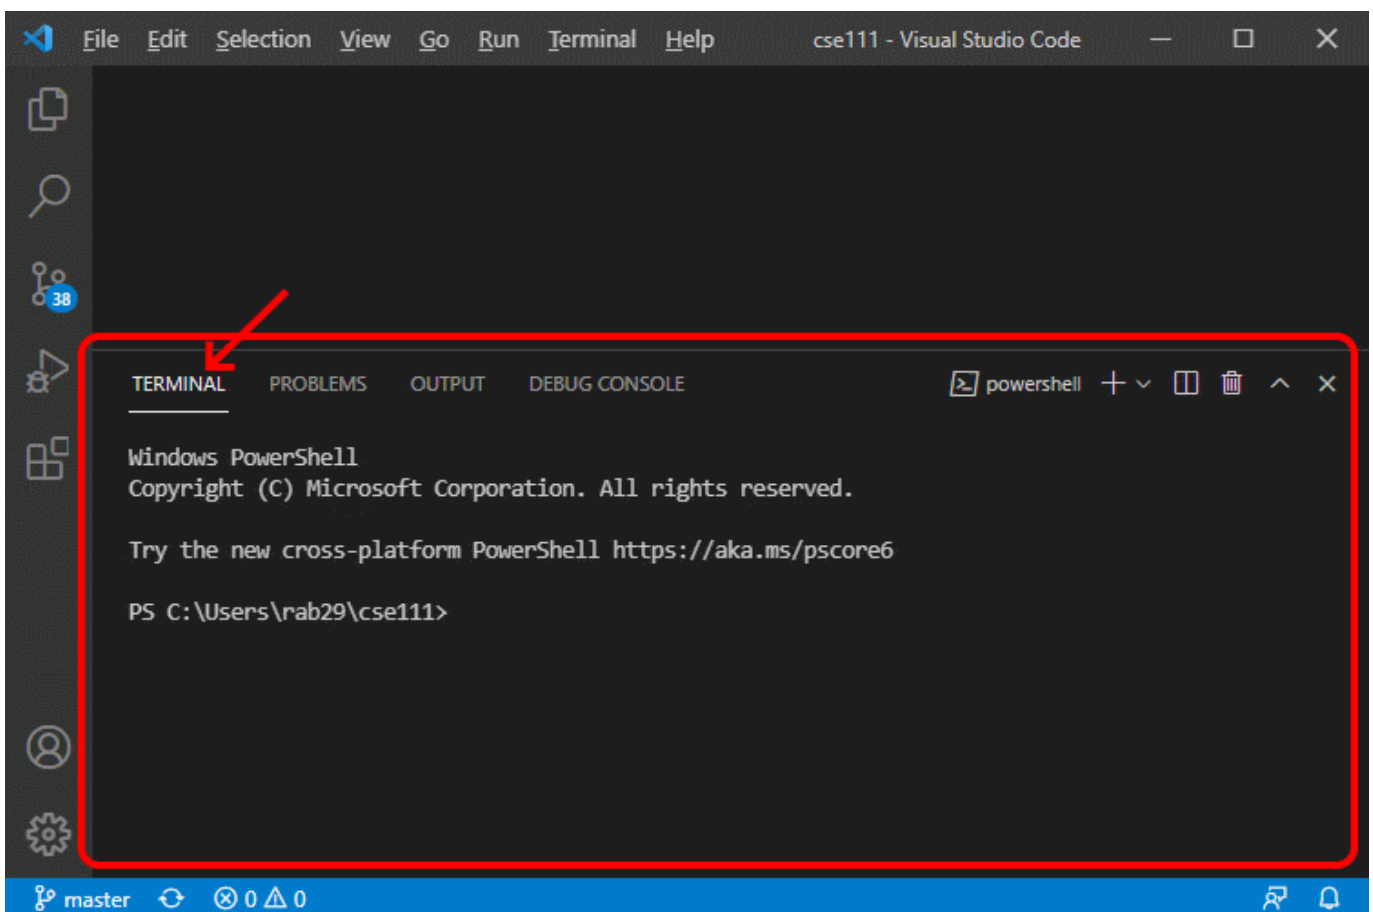 File Edit Selection View Go Run Terminal Help cse111 - Visual Studio Code
38
TERMINAL PROBLEMS OUTPUT DEBUG CONSOLE powershell
Windows PowerShell
Copyright (C) Microsoft Corporation. All rights reserved.
Try the new cross-platform PowerShell https://aka.ms/pscore6
PS C:\Users\rab29\cse111>
master 0 0